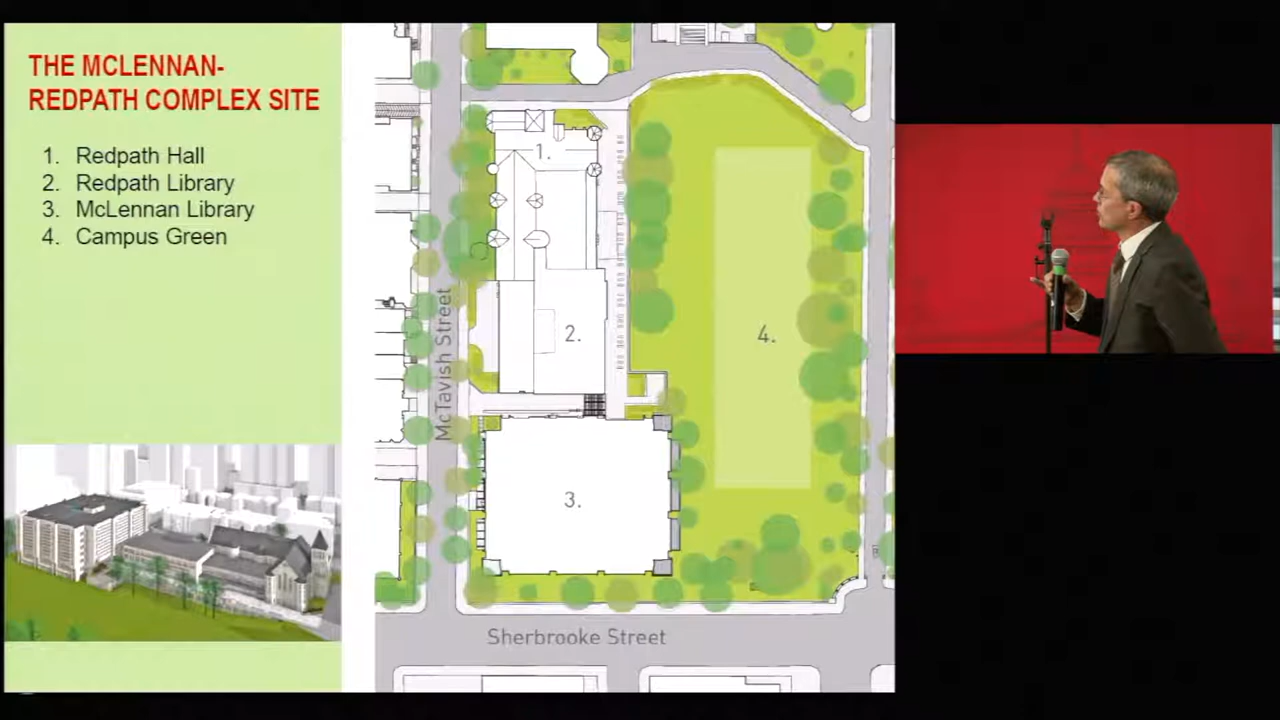 THE MCLENNAN-
REDPATH COMPLEX SITE
1. Redpath Hall
2. Redpath Library
3. McLennan Library
4. Campus Green
1.
2.
3.
4.
McTavish Street
Sherbrooke Street